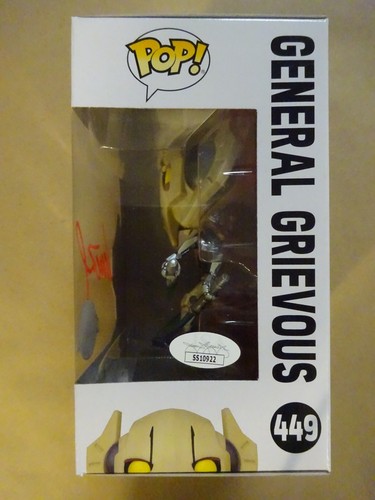 POP!
GENERAL GRIEVOUS
449
SS10922